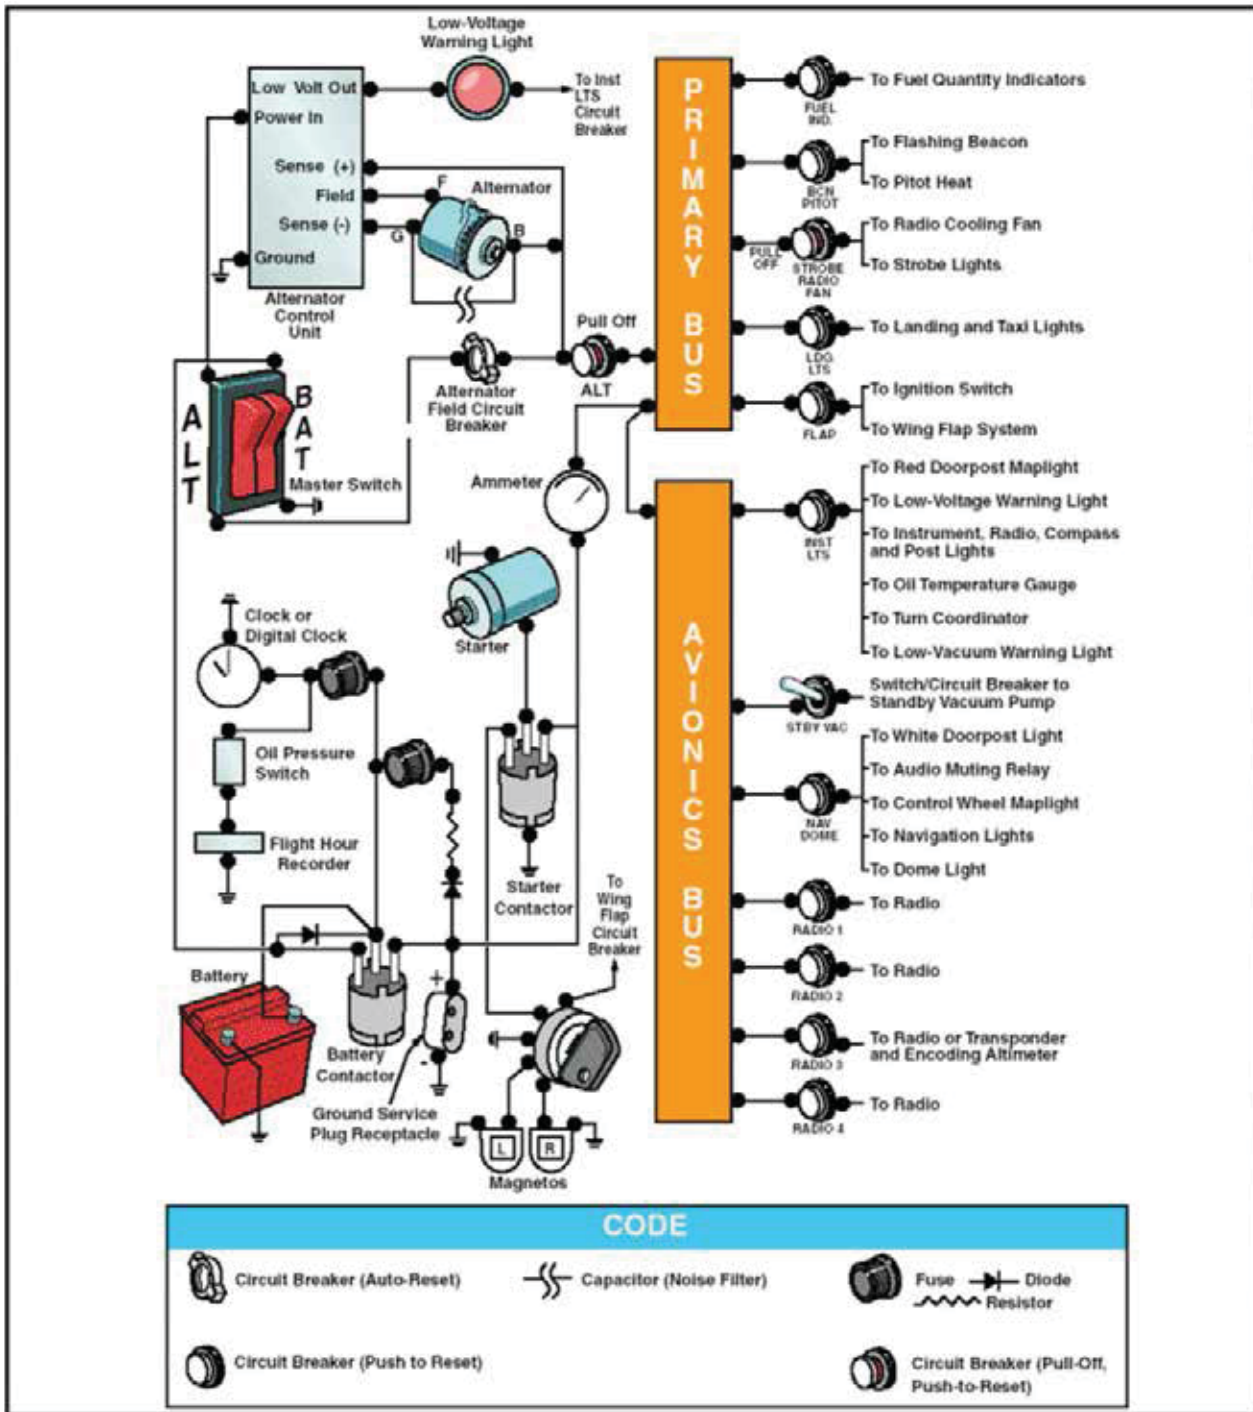 Low-Voltage
Warning Light
Low Volt Out
Power In
Sense (+)
Field
Sense (-)
Ground
Alternator
Control
Unit
To Inst
LTS
Circuit
Breaker
F
Alternator
G
B
Pull Off
ALT
Alternator
Field Circuit
Breaker
ALT
BAT
Master Switch
Ammeter
Clock or
Digital Clock
Oil Pressure
Switch
Flight Hour
Recorder
Starter
Starter
Contactor
To
Wing
Flap
Circuit
Breaker
Battery
Battery
Contactor
+
-
Ground Service
Plug Receptacle
L
R
Magnetos
PRIMARY BUS
FUEL
IND.
To Fuel Quantity Indicators
BCN
PITOT
To Flashing Beacon
To Pitot Heat
PULL
OFF
STROBE
RADIO
FAN
To Radio Cooling Fan
To Strobe Lights
LDG
LTS
To Landing and Taxi Lights
FLAP
To Ignition Switch
To Wing Flap System
AVIONICS BUS
INST
LTS
To Red Doorpost Maplight
To Low-Voltage Warning Light
To Instrument, Radio, Compass
and Post Lights
To Oil Temperature Gauge
To Turn Coordinator
To Low-Vacuum Warning Light
STBY VAC
Switch/Circuit Breaker to
Standby Vacuum Pump
NAV
DOME
To White Doorpost Light
To Audio Muting Relay
To Control Wheel Maplight
To Navigation Lights
To Dome Light
RADIO 1
To Radio
RADIO 2
To Radio
RADIO 3
To Radio or Transponder
and Encoding Altimeter
RADIO 4
To Radio
CODE
Circuit Breaker (Auto-Reset)
Capacitor (Noise Filter)
Fuse
Diode
Resistor
Circuit Breaker (Push to Reset)
Circuit Breaker (Pull-Off,
Push-to-Reset)